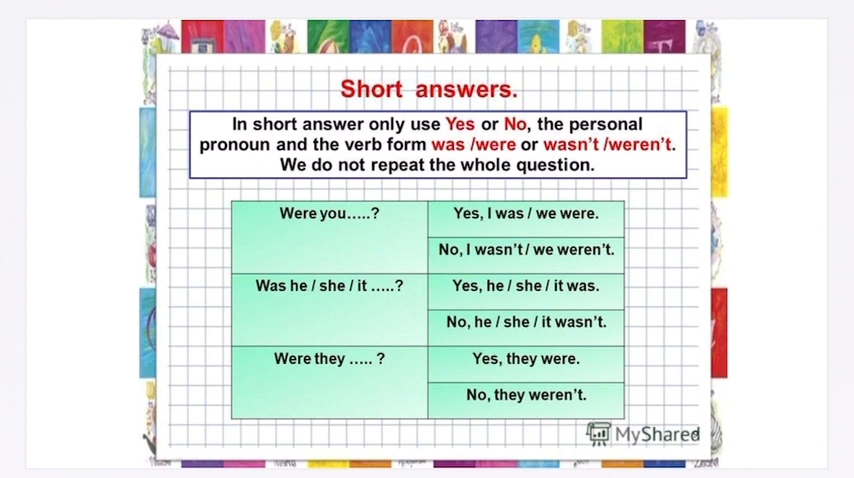 Short answers.
In short answer only use Yes or No, the personal
pronoun and the verb form was /were or wasn't /weren't.
We do not repeat the whole question.
Were you…..?
Yes, I was / we were.
No, I wasn't / we weren't.
Was he / she / it …..?
Yes, he / she / it was.
No, he / she / it wasn't.
Were they ….. ?
Yes, they were.
No, they weren't.
MyShared